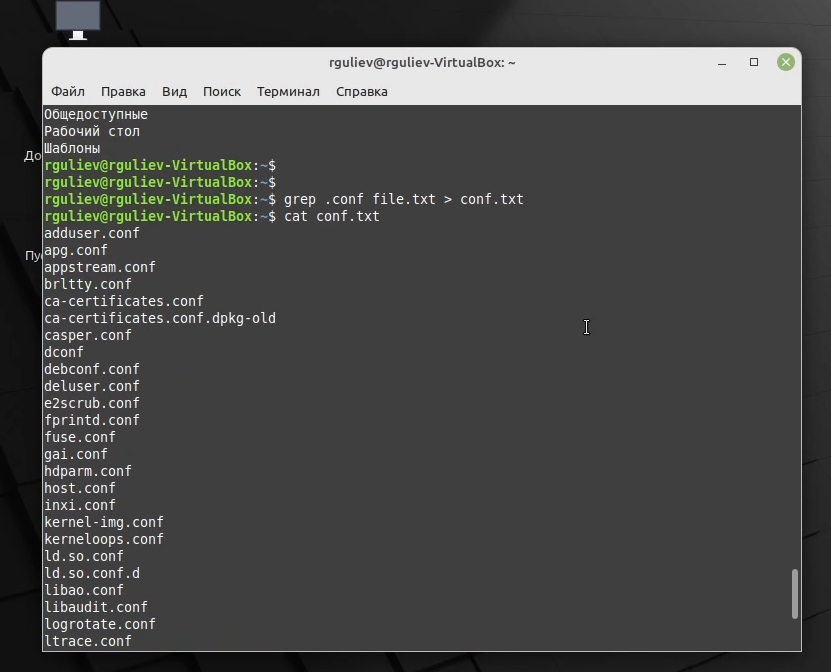 До
Пу
rguliev@rguliev-VirtualBox: ~
Файл Правка Вид Поиск Терминал Справка
Общедоступные
Рабочий стол
Шаблоны
rguliev@rguliev-VirtualBox:~$
rguliev@rguliev-VirtualBox:~$
rguliev@rguliev-VirtualBox:~$ grep .conf file.txt > conf.txt
rguliev@rguliev-VirtualBox:~$ cat conf.txt
adduser.conf
apg.conf
appstream.conf
brltty.conf
ca-certificates.conf
ca-certificates.conf.dpkg-old
casper.conf
dconf
debconf.conf
deluser.conf
e2scrub.conf
fprintd.conf
fuse.conf
gai.conf
hdparm.conf
host.conf
inxi.conf
kernel-img.conf
kerneloops.conf
ld.so.conf
ld.so.conf.d
libao.conf
libaudit.conf
logrotate.conf
ltrace.conf